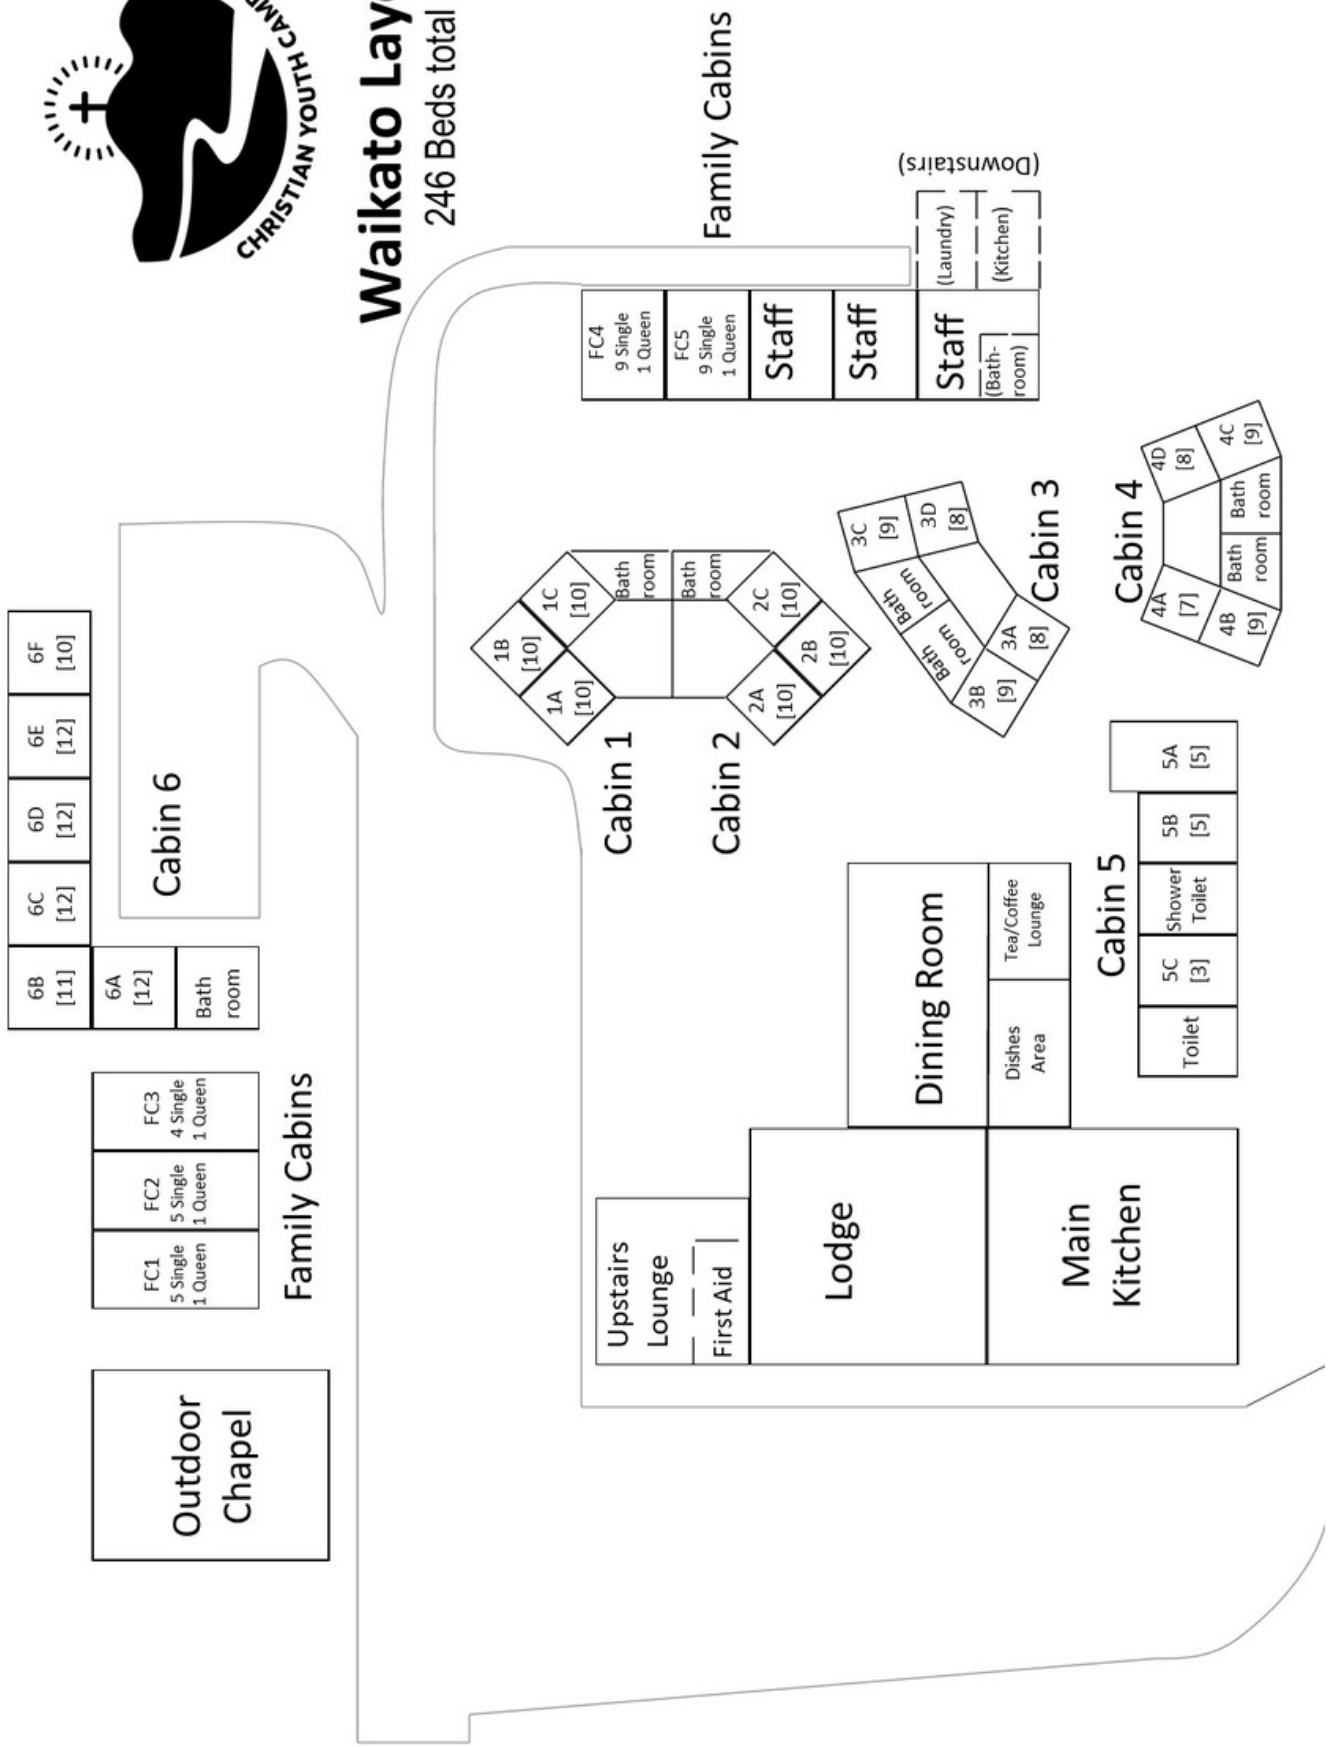 CHRISTIAN YOUTH CAMP
Waikato Lay
246 Beds total
Outdoor
Chapel
FC1
5 Single
1 Queen
FC2
5 Single
1 Queen
FC3
4 Single
1 Queen
Family Cabins
6B
[11]
6C
[12]
6D
[12]
6E
[12]
6F
[10]
6A
[12]
Bath
room
Cabin 6
1A
[10]
1B
[10]
1C
[10]
Bath
room
Cabin 1
Bath
room
2A
[10]
2B
[10]
2C
[10]
Cabin 2
FC4
9 Single
1 Queen
FC5
9 Single
1 Queen
Staff
Staff
Staff
(Bath-
room)
(Laundry)
(Kitchen)
(Downstairs)
Family Cabins
Upstairs
Lounge
First Aid
Lodge
Main
Kitchen
Dining Room
Dishes
Area
Tea/Coffee
Lounge
3C
[9]
3D
[8]
Bath
room
Bath
room
3A
[8]
3B
[9]
Cabin 3
Cabin 4
4A
[7]
4B
[9]
Bath
room
Bath
room
4D
[8]
4C
[9]
Cabin 5
Toilet
5C
[3]
Shower
Toilet
5B
[5]
5A
[5]